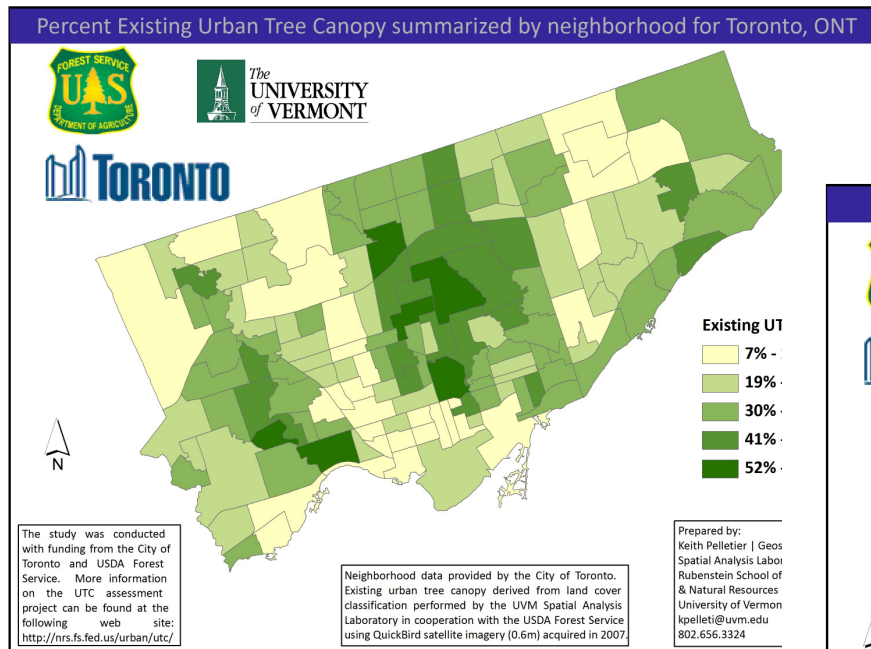 Percent Existing Urban Tree Canopy summarized by neighborhood for Toronto, ONT
FOREST SERVICE
UAS
DEPARTMENT OF AGRICULTURE
The
UNIVERSITY
of VERMONT
TORONTO
Existing UT
7% -
19% -
30% -
41% -
52% -
N
The study was conducted
with funding from the City of
Toronto and USDA Forest
Service. More information
on the UTC assessment
project can be found at the
following web site:
http://nrs.fs.fed.us/urban/utc/
Neighborhood data provided by the City of Toronto.
Existing urban tree canopy derived from land cover
classification performed by the UVM Spatial Analysis
Laboratory in cooperation with the USDA Forest Service
using QuickBird satellite imagery (0.6m) acquired in 2007.
Prepared by:
Keith Pelletier | Geos
Spatial Analysis Labor
Rubenstein School of
& Natural Resources
University of Vermon
kpelleti@uvm.edu
802.656.3324